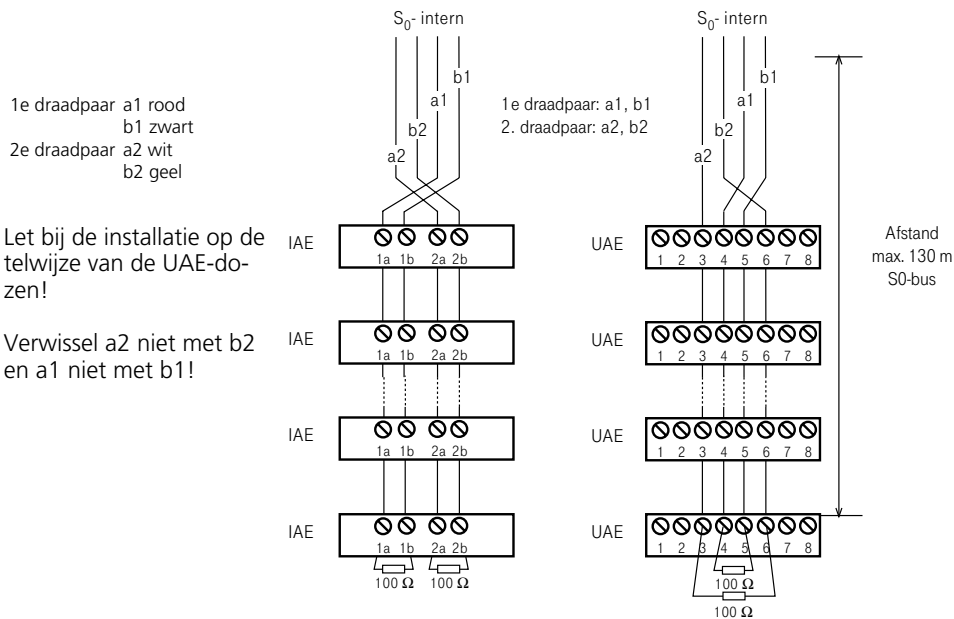 S0- intern
S0- intern
1e draadpaar a1 rood
b1 zwart
2e draadpaar a2 wit
b2 geel
b1
a1
b2
a2
1e draadpaar: a1, b1
2. draadpaar: a2, b2
b1
a1
b2
a2
Let bij de installatie op de
telwijze van de UAE-do-
zen!
Verwissel a2 niet met b2
en a1 niet met b1!
IAE
1a 1b 2a 2b
IAE
1a 1b 2a 2b
IAE
1a 1b 2a 2b
IAE
1a 1b 2a 2b
100 Ω 100 Ω
UAE
1 2 3 4 5 6 7 8
UAE
1 2 3 4 5 6 7 8
UAE
1 2 3 4 5 6 7 8
UAE
1 2 3 4 5 6 7 8
100 Ω
100 Ω
Afstand
max. 130 m
S0-bus